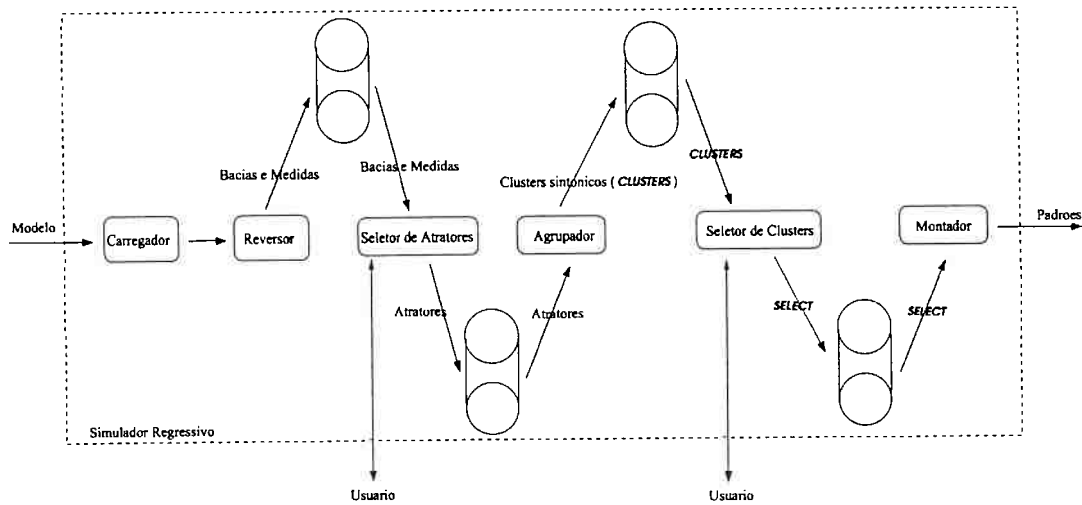 CLUSTERS
Bacias e Medidas
Bacias e Medidas
Clusters sintonicos ( CLUSTERS )
Modelo
Padroes
Carregador
Reversor
Seletor de Atratores
Agrupador
Seletor de Clusters
Montador
Atratores
Atratores
SELECT
SELECT
Simulador Regressivo
Usuario
Usuario